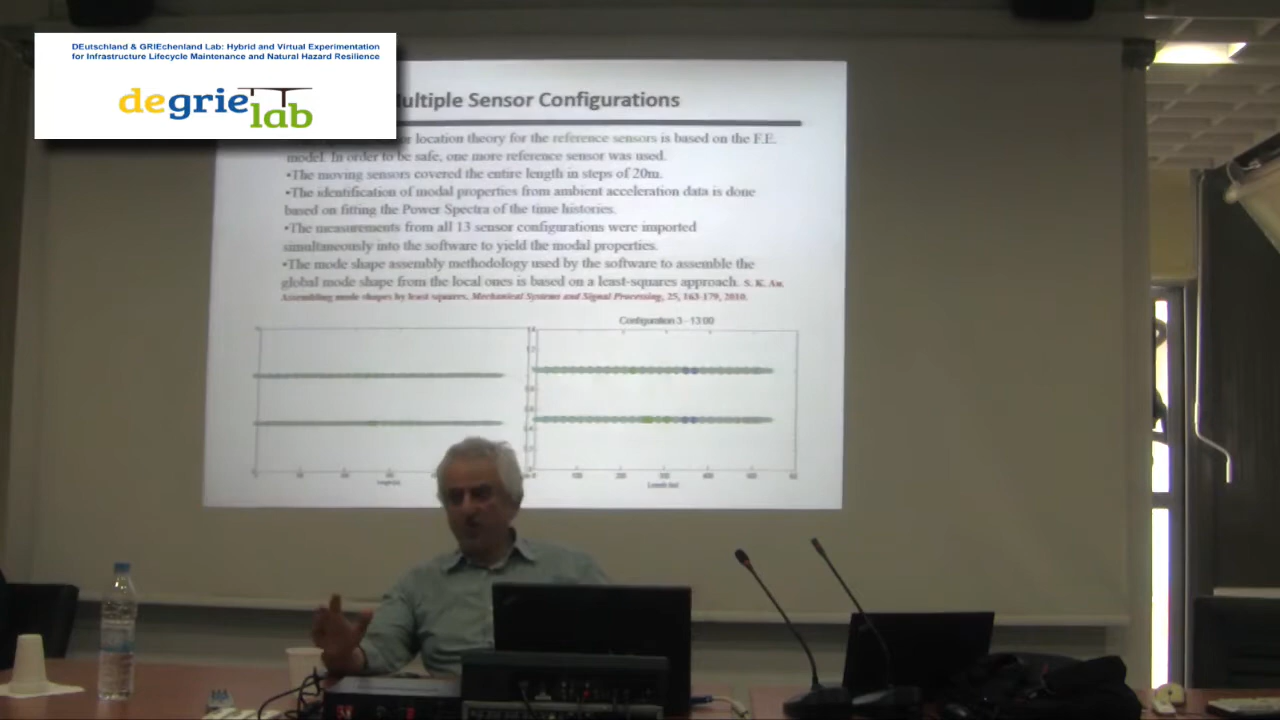 DEutschland & GRIEchenland Lab: Hybrid and Virtual Experimentation
for Infrastructure Lifecycle Maintenance and Natural Hazard Resilience
degrie lab
ultiple Sensor Configurations
r location theory for the reference sensors is based on the F.E.
model. In order to be safe, one more reference sensor was used.
•The moving sensors covered the entire length in steps of 20m.
•The identification of modal properties from ambient acceleration data is done
based on fitting the Power Spectra of the time histories.
•The measurements from all 13 sensor configurations were imported
simultaneously into the software to yield the modal properties.
•The mode shape assembly methodology used by the software to assemble the
global mode shape from the local ones is based on a least-squares approach. S. K. Au.
Assembling mode shapes by least squares, Mechanical Systems and Signal Processing, 25, 163-179, 2010.
Configuration 3 - 13:00
0 100 200 300 400 500